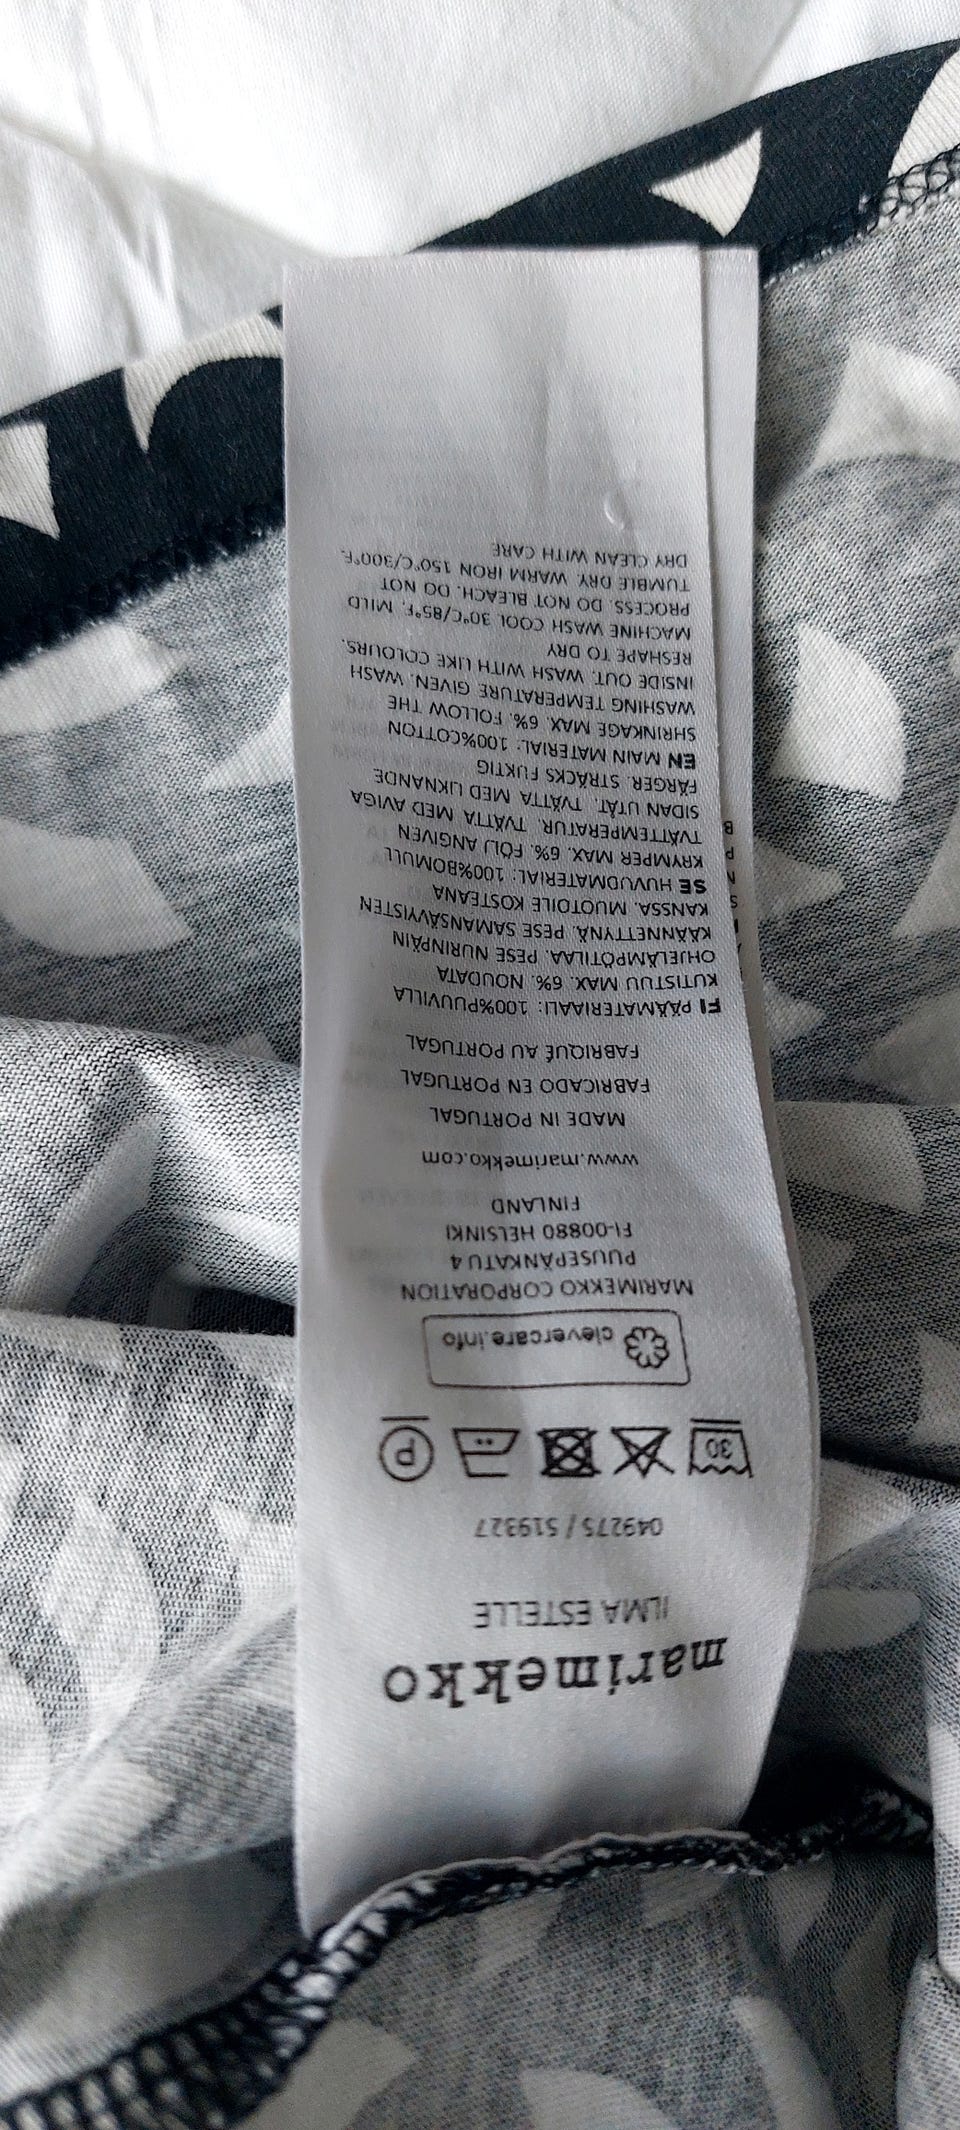 marimekko
ILMA ESTELLE
049275 / 519327
30 P
clevercare.info
MARIMEKKO CORPORATION
PUUSEPÄNKATU 4
FI-00880 HELSINKI
FINLAND
www.marimekko.com
MADE IN PORTUGAL
FABRICADO EN PORTUGAL
FABRIQUÉ AU PORTUGAL
FI PÄÄMATERIAALI: 100%PUUVILLA
KUTISTUU MAX. 6%. NOUDATA
OHJELÄMPÖTILAA. PESE NURINPÄIN
KÄÄNNETTYNÄ. PESE SAMANSÄVYISTEN
KANSSA. MUOTOILE KOSTEANA
SE HUVUDMATERIAL: 100%BOMULL
KRYMPER MAX. 6%. FÖLJ ANGIVEN
TVÄTTEMPERATUR. TVÄTTA MED AVIGA
SIDAN UTÅT. TVÄTTA MED LIKNANDE
FÄRGER. STRÄCKS FUKTIG
EN MAIN MATERIAL: 100%COTTON
SHRINKAGE MAX. 6%. FOLLOW THE
WASHING TEMPERATURE GIVEN. WASH
INSIDE OUT. WASH WITH LIKE COLOURS.
RESHAPE TO DRY
MACHINE WASH COOL 30°C/85°F. MILD
PROCESS. DO NOT BLEACH. DO NOT
TUMBLE DRY. WARM IRON 150°C/300°F.
DRY CLEAN WITH CARE